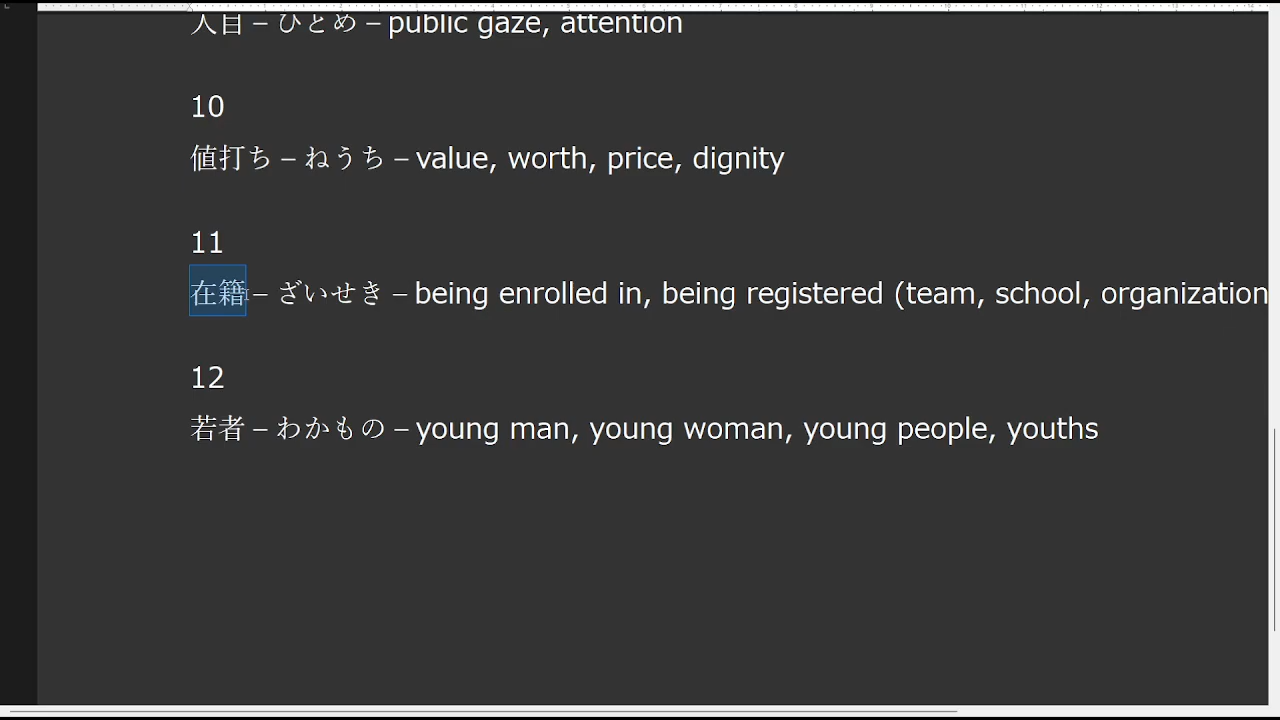 人目 – ひとめ – public gaze, attention
10
値打ち – ねうち – value, worth, price, dignity
11
在籍 – ざいせき – being enrolled in, being registered (team, school, organization
12
若者 – わかもの – young man, young woman, young people, youths